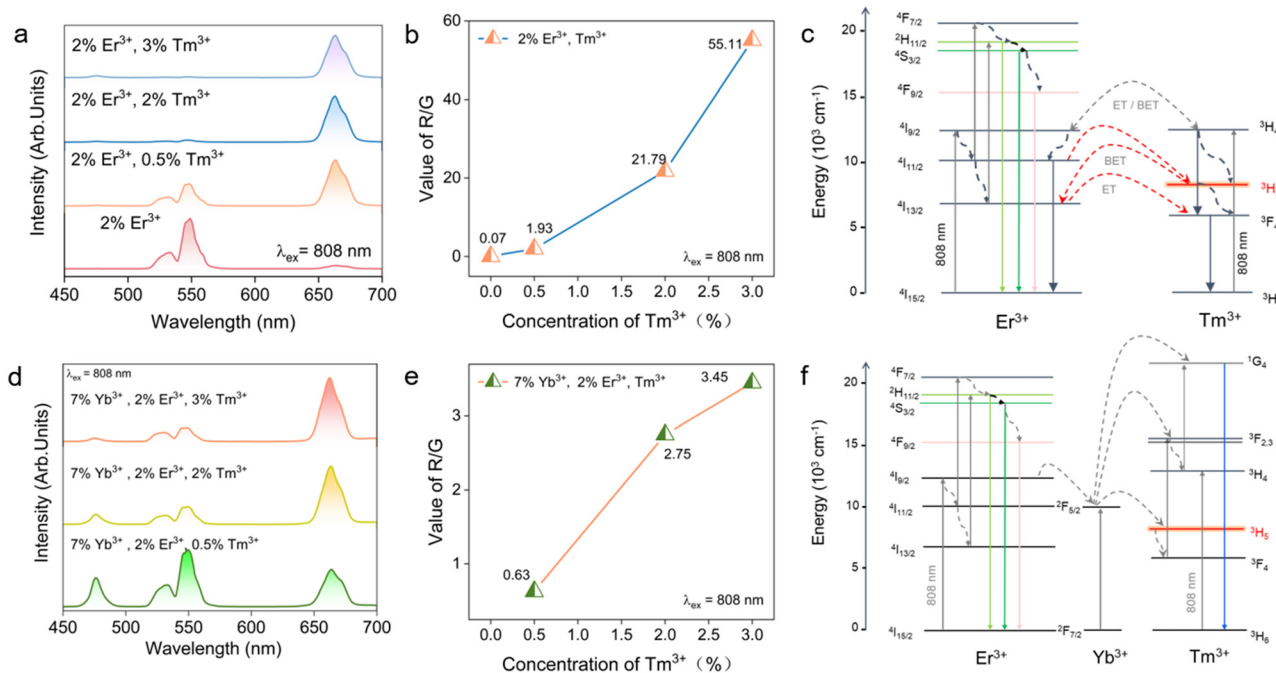 a
2% Er³⁺, 3% Tm³⁺
2% Er³⁺, 2% Tm³⁺
2% Er³⁺, 0.5% Tm³⁺
2% Er³⁺
λex= 808 nm
Intensity (Arb.Units)
450 500 550 600 650 700
Wavelength (nm)
b
2% Er³⁺, Tm³⁺
55.11
21.79
1.93
0.07
λex = 808 nm
Value of R/G
60
40
20
0
0.0 0.5 1.0 1.5 2.0 2.5 3.0
Concentration of Tm³⁺ (%)
c
Energy (10³ cm⁻¹)
20
15
10
5
0
⁴F7/2
²H11/2
⁴S3/2
⁴F9/2
⁴I9/2
⁴I11/2
⁴I13/2
⁴I15/2
808 nm
ET / BET
BET
ET
808 nm
³H
³F
³H
Er³⁺
Tm³⁺
d
λex = 808 nm
7% Yb³⁺ , 2% Er³⁺, 3% Tm³⁺
7% Yb³⁺ , 2% Er³⁺, 2% Tm³⁺
7% Yb³⁺ , 2% Er³⁺, 0.5% Tm³⁺
Intensity (Arb.Units)
450 500 550 600 650 700
Wavelength (nm)
e
7% Yb³⁺, 2% Er³⁺, Tm³⁺
3.45
2.75
0.63
λex = 808 nm
Value of R/G
3
2
1
0.0 0.5 1.0 1.5 2.0 2.5 3.0
Concentration of Tm³⁺ (%)
f
Energy (10³ cm⁻¹)
20
15
10
5
0
⁴F7/2
²H11/2
⁴S3/2
⁴F9/2
⁴I9/2
⁴I11/2
⁴I13/2
⁴I15/2
808 nm
²F5/2
²F7/2
808 nm
¹G4
³F2,3
³H4
³H5
³F4
³H6
Er³⁺
Yb³⁺
Tm³⁺